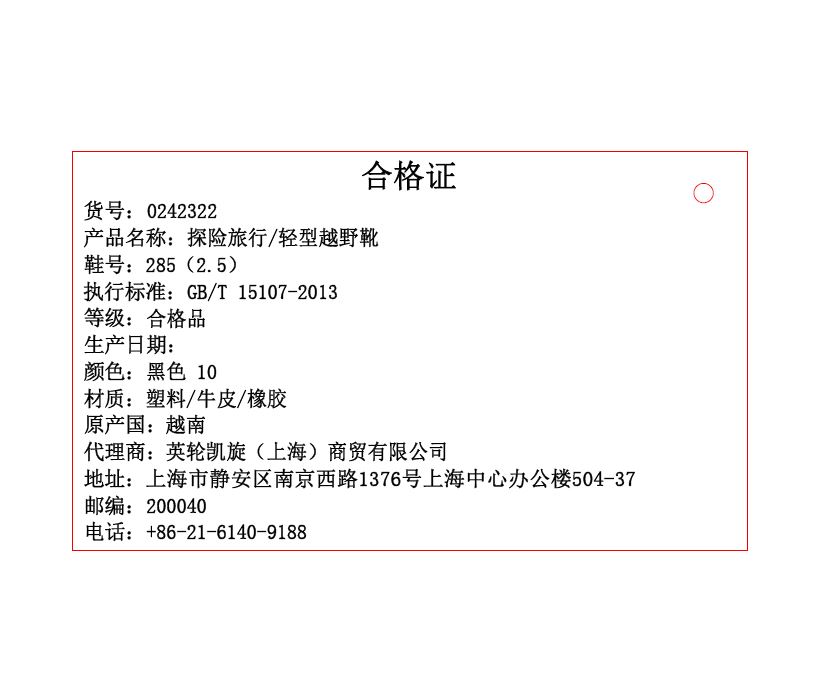 合格证
货号：0242322
产品名称：探险旅行/轻型越野靴
鞋号：285（2.5）
执行标准：GB/T 15107-2013
等级：合格品
生产日期：
颜色：黑色 10
材质：塑料/牛皮/橡胶
原产国：越南
代理商：英轮凯旋（上海）商贸有限公司
地址：上海市静安区南京西路1376号上海中心办公楼504-37
邮编：200040
电话：+86-21-6140-9188